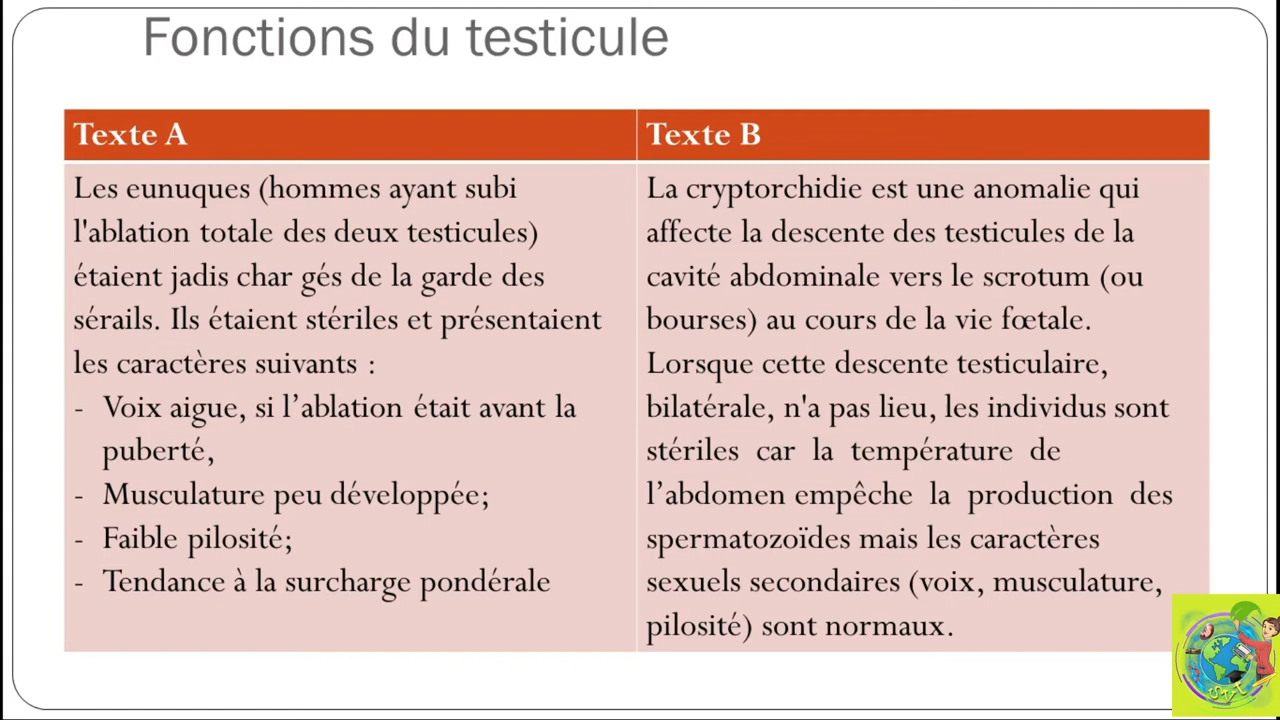 Fonctions du testicule
Texte A
Les eunuques (hommes ayant subi
l'ablation totale des deux testicules)
étaient jadis char gés de la garde des
sérails. Ils étaient stériles et présentaient
les caractères suivants :
- Voix aigue, si l’ablation était avant la
puberté,
- Musculature peu développée;
- Faible pilosité;
- Tendance à la surcharge pondérale
Texte B
La cryptorchidie est une anomalie qui
affecte la descente des testicules de la
cavité abdominale vers le scrotum (ou
bourses) au cours de la vie fœtale.
Lorsque cette descente testiculaire,
bilatérale, n'a pas lieu, les individus sont
stériles car la température de
l’abdomen empêche la production des
spermatozoïdes mais les caractères
sexuels secondaires (voix, musculature,
pilosité) sont normaux.
SVT